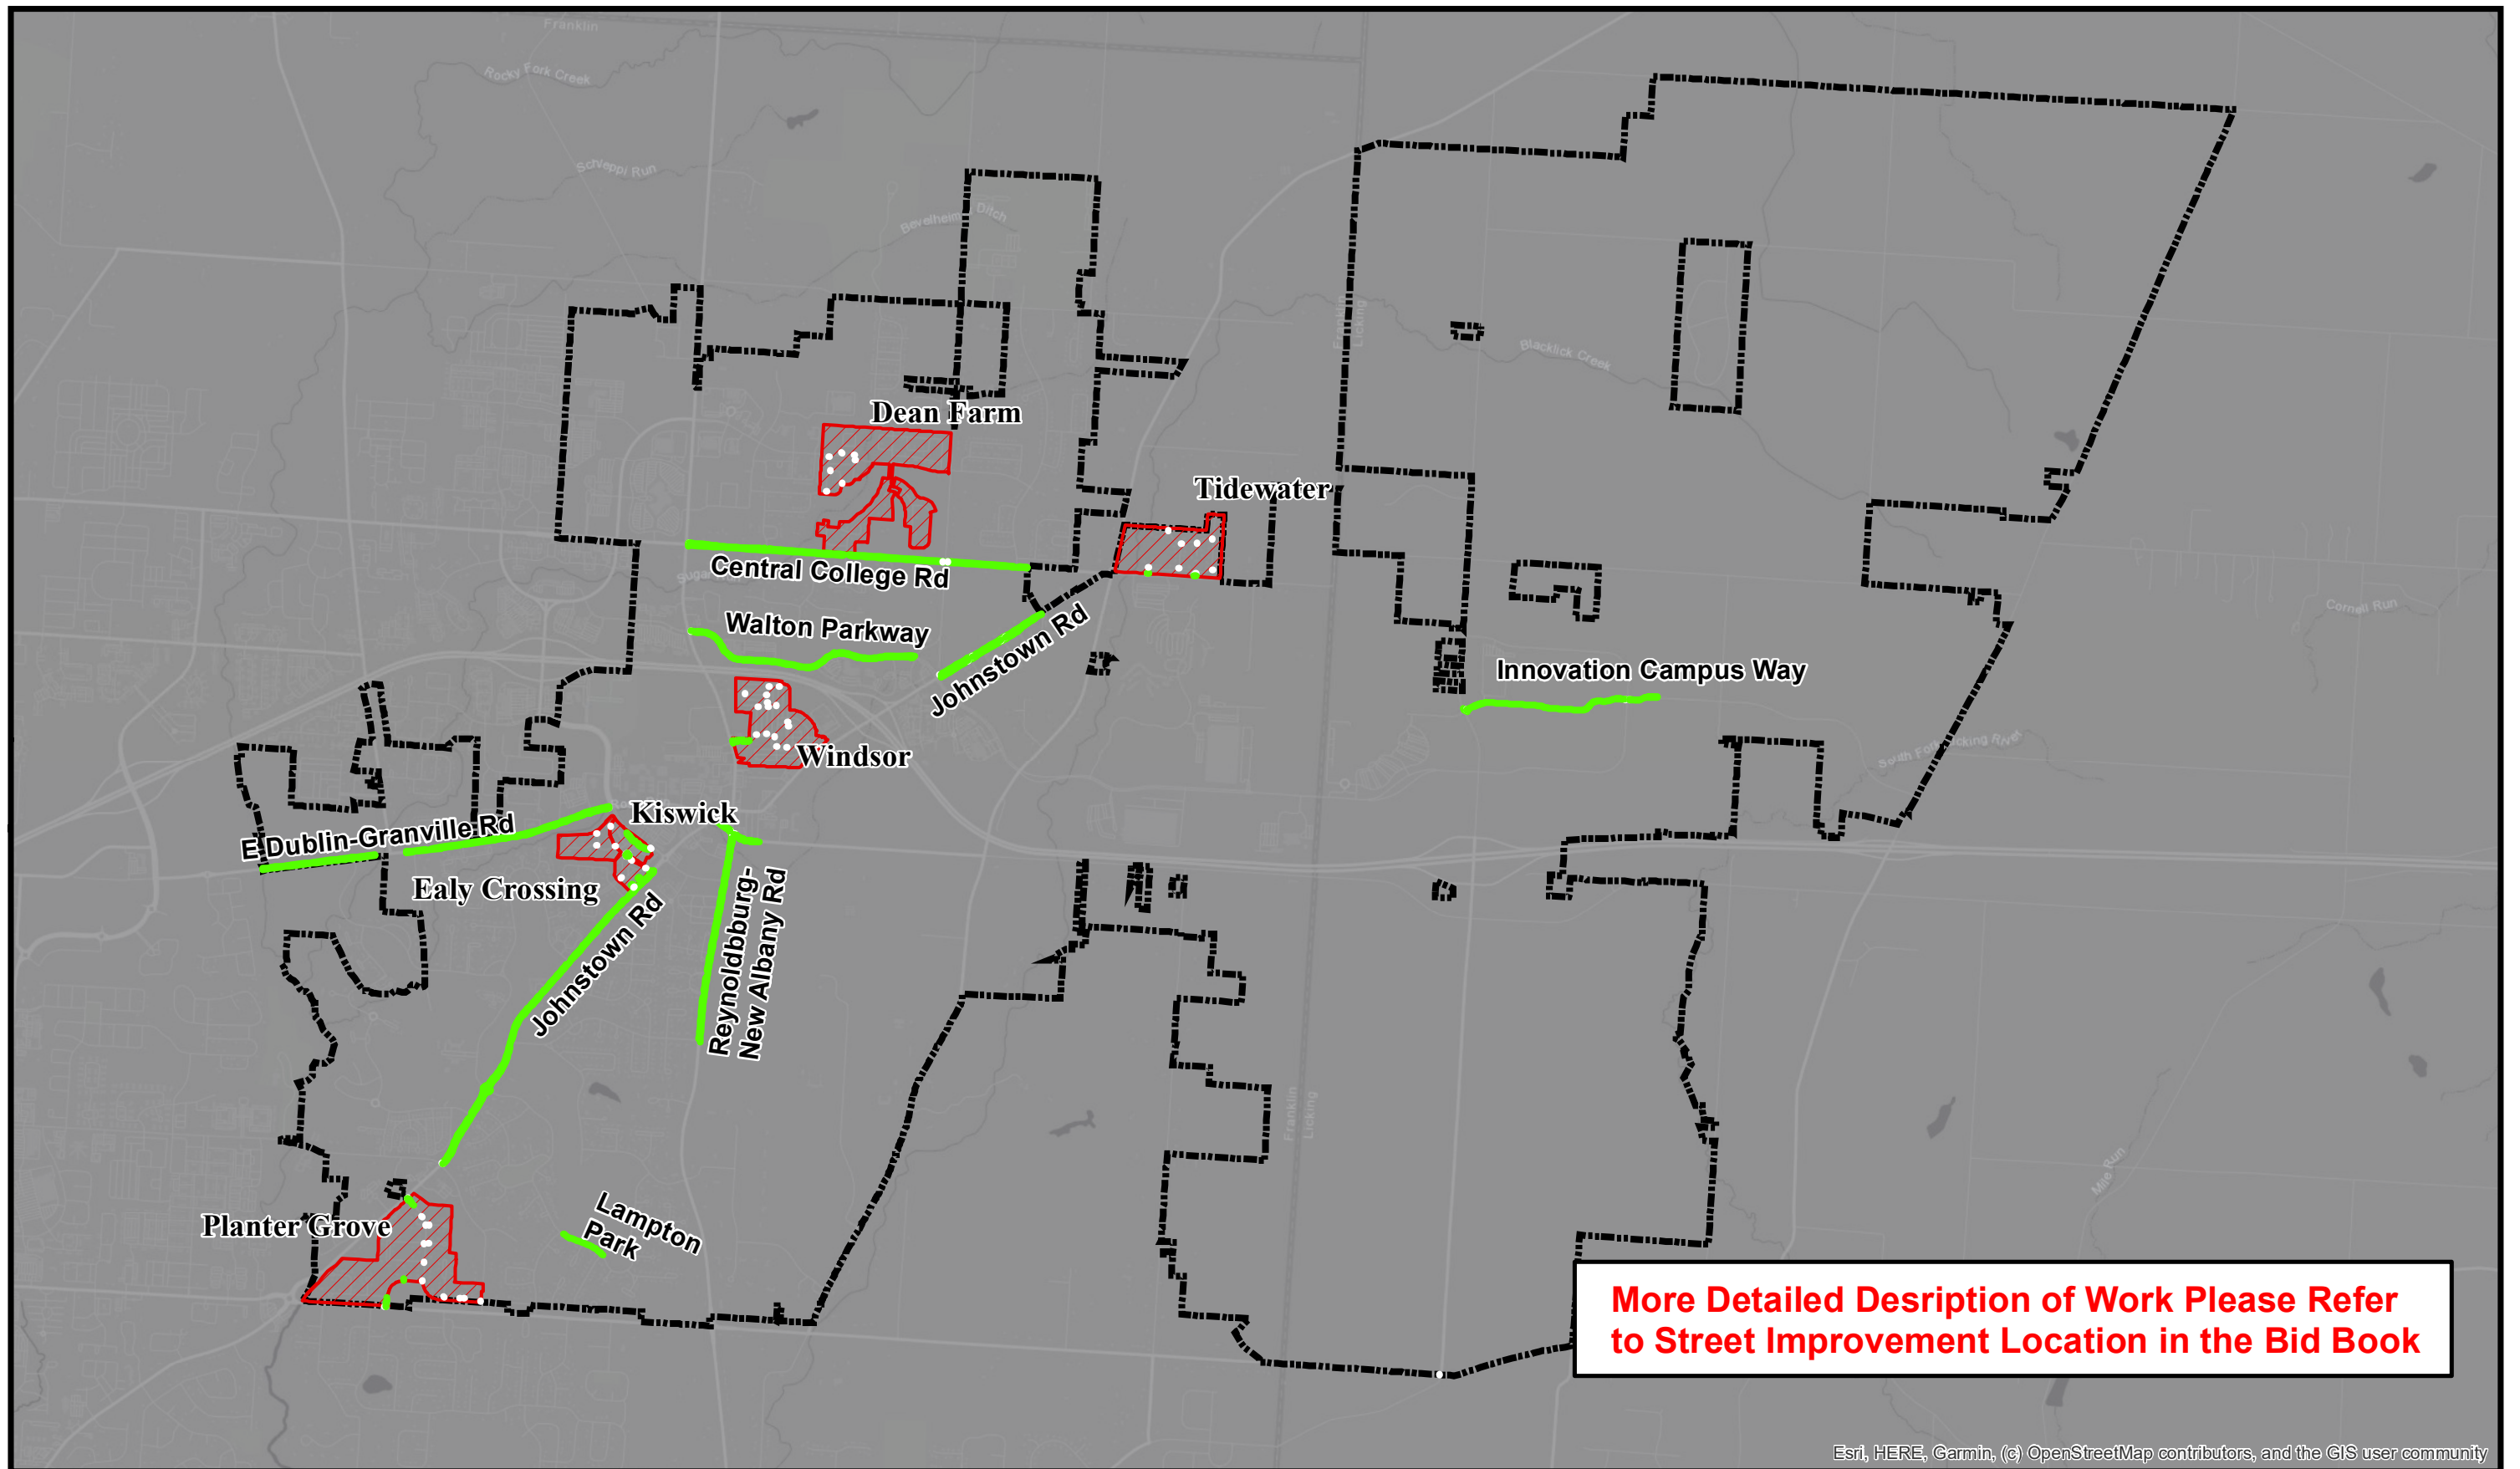 Franklin
Rocky Fork Creek
Schleppi Run
Bevelheimer Ditch
Franklin
Licking
Blacklick Creek
Dean Farm
Tidewater
Central College Rd
Walton Parkway
Johnstown Rd
Innovation Campus Way
Cornell Run
South Fork Licking River
Windsor
Kiswick
E Dublin-Granville Rd
Ealy Crossing
Johnstown Rd
Reynoldbburg-
New Albany Rd
Franklin
Licking
Mile Run
Planter Grove
Lampton
Park
More Detailed Desription of Work Please Refer
to Street Improvement Location in the Bid Book
Esri, HERE, Garmin, (c) OpenStreetMap contributors, and the GIS user community